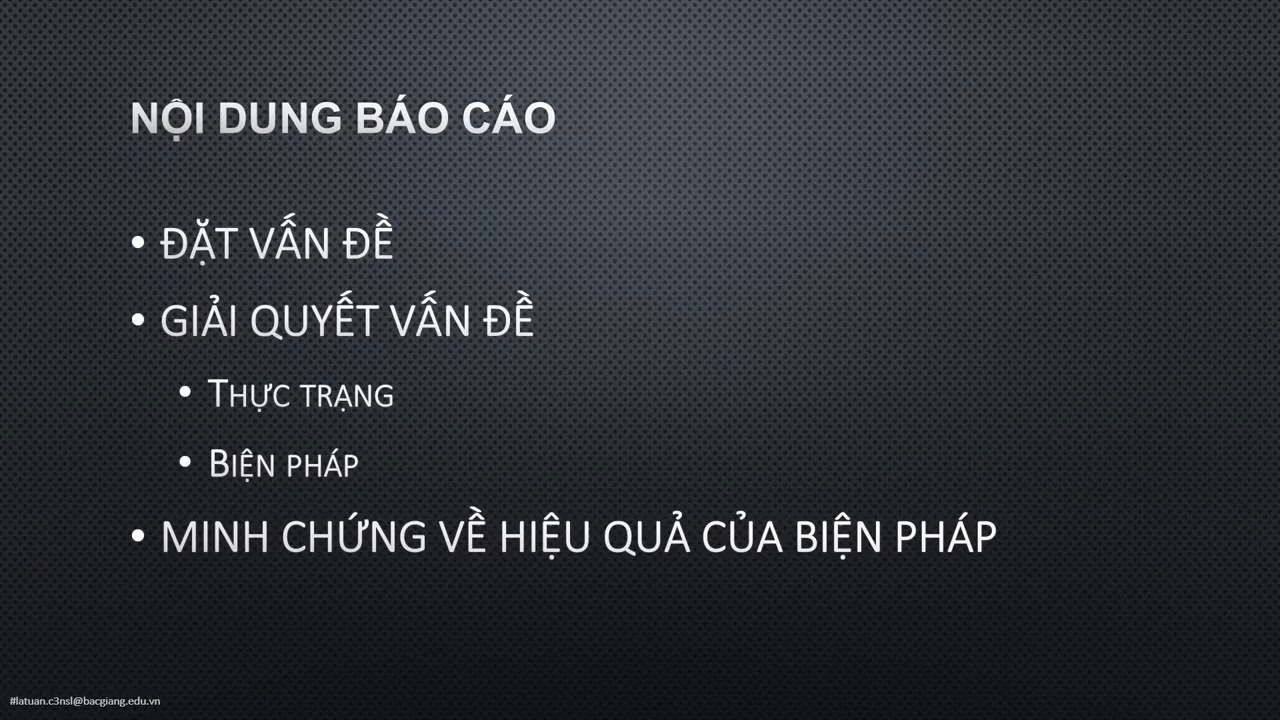 NỘI DUNG BÁO CÁO
• ĐẶT VẤN ĐỀ
• GIẢI QUYẾT VẤN ĐỀ
• THỰC TRẠNG
• BIỆN PHÁP
• MINH CHỨNG VỀ HIỆU QUẢ CỦA BIỆN PHÁP
#latuan.c3nsl@bacgiang.edu.vn